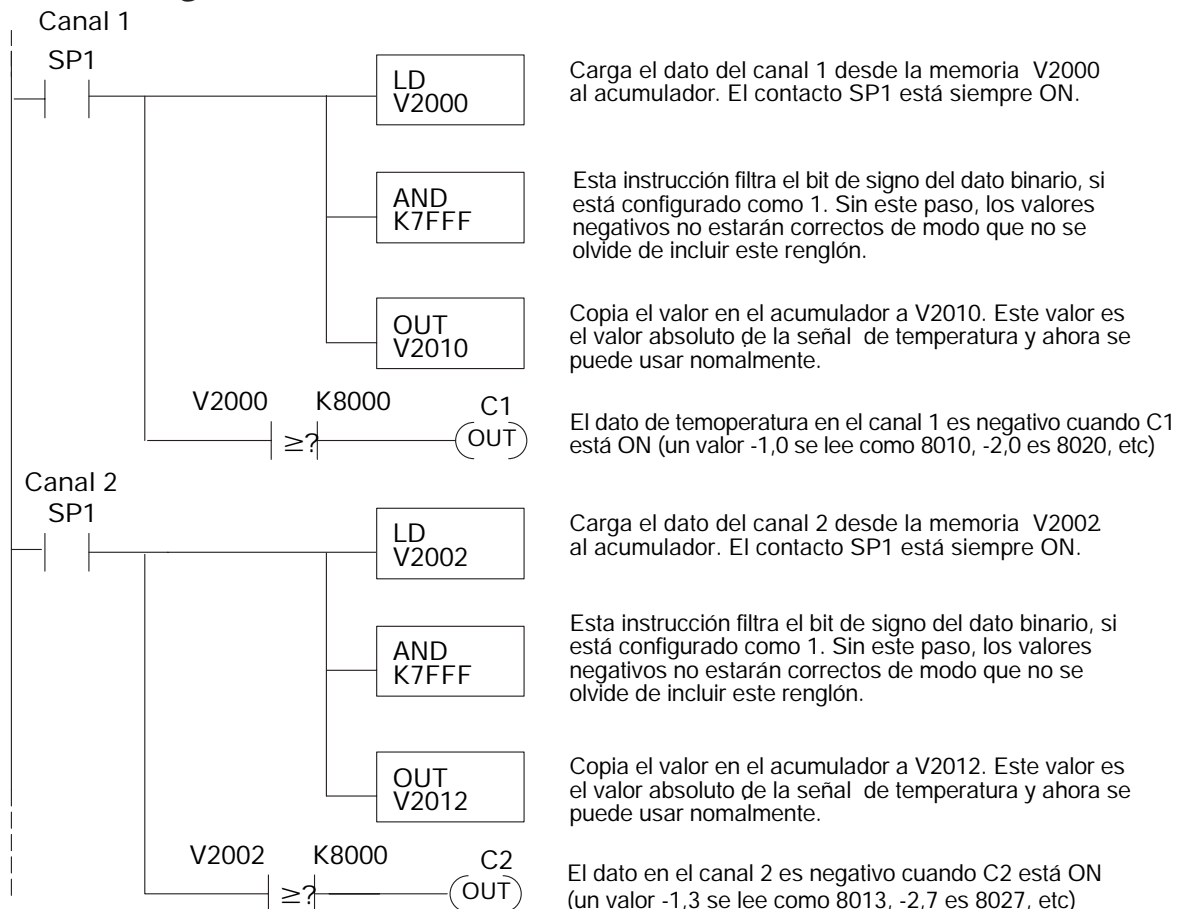 Canal 1
SP1
LD
V2000
Carga el dato del canal 1 desde la memoria V2000
al acumulador. El contacto SP1 está siempre ON.
AND
K7FFF
Esta instrucción filtra el bit de signo del dato binario, si
está configurado como 1. Sin este paso, los valores
negativos no estarán correctos de modo que no se
olvide de incluir este renglón.
OUT
V2010
Copia el valor en el acumulador a V2010. Este valor es
el valor absoluto de la señal de temperatura y ahora se
puede usar nomalmente.
V2000 K8000 C1
≥? OUT
El dato de temoperatura en el canal 1 es negativo cuando C1
está ON (un valor -1,0 se lee como 8010, -2,0 es 8020, etc)
Canal 2
SP1
LD
V2002
Carga el dato del canal 2 desde la memoria V2002
al acumulador. El contacto SP1 está siempre ON.
AND
K7FFF
Esta instrucción filtra el bit de signo del dato binario, si
está configurado como 1. Sin este paso, los valores
negativos no estarán correctos de modo que no se
olvide de incluir este renglón.
OUT
V2012
Copia el valor en el acumulador a V2012. Este valor es
el valor absoluto de la señal de temperatura y ahora se
puede usar nomalmente.
V2002 K8000 C2
≥? OUT
El dato en el canal 2 es negativo cuando C2 está ON
(un valor -1,3 se lee como 8013, -2,7 es 8027, etc)